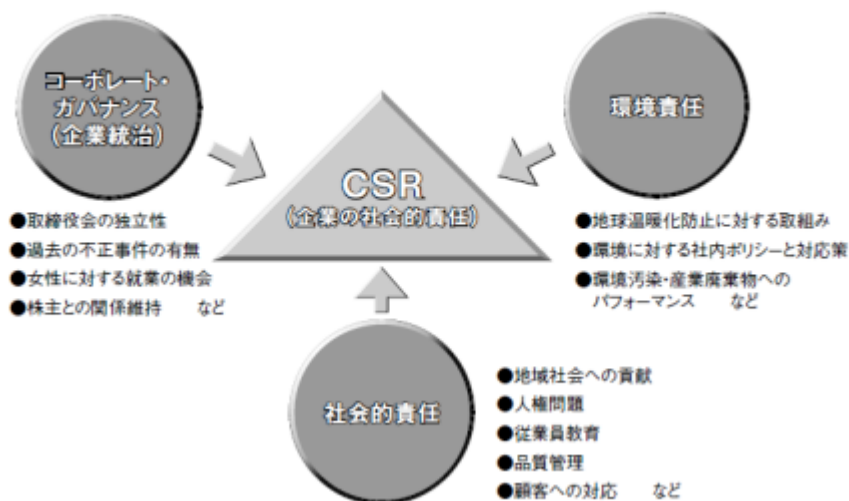 コーポレート・
ガバナンス
(企業統治)
●取締役会の独立性
●過去の不正事件の有無
●女性に対する就業の機会
●株主との関係維持 など
CSR
(企業の社会的責任)
環境責任
●地球温暖化防止に対する取組み
●環境に対する社内ポリシーと対応策
●環境汚染・産業廃棄物への
パフォーマンス など
社会的責任
●地域社会への貢献
●人権問題
●従業員教育
●品質管理
●顧客への対応 など